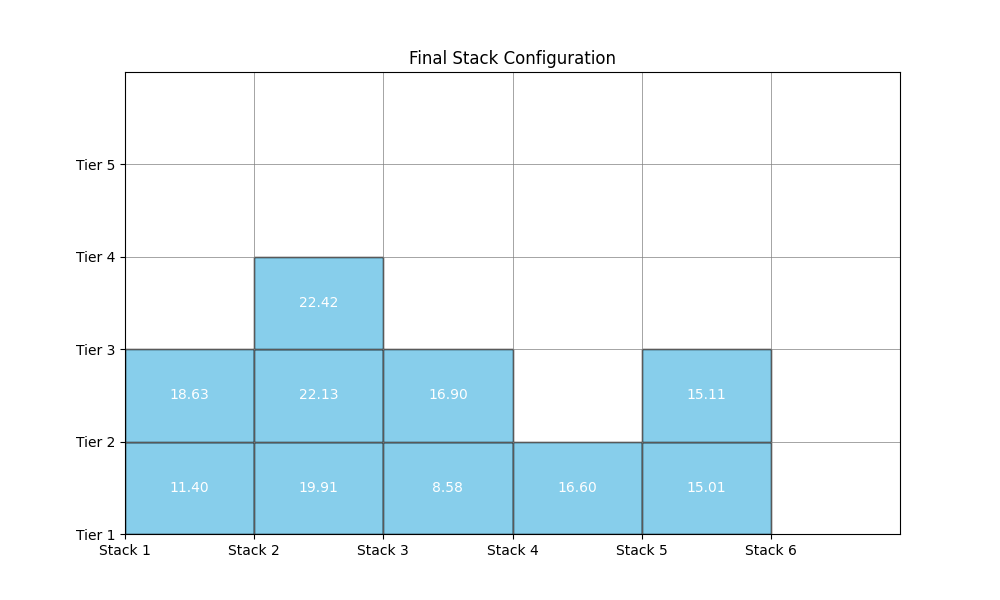 Final Stack Configuration
Tier 5
Tier 4
22.42
Tier 3
18.63 22.13 16.90 15.11
Tier 2
11.40 19.91 8.58 16.60 15.01
Tier 1
Stack 1 Stack 2 Stack 3 Stack 4 Stack 5 Stack 6